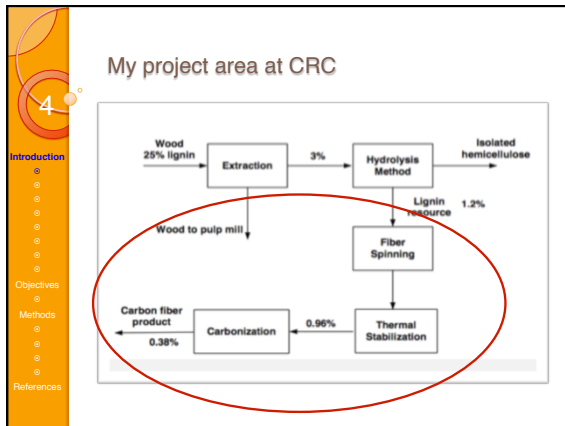 My project area at CRC
4
Introduction
Objectives
Methods
References
Wood
25% lignin
Extraction
3%
Hydrolysis
Method
Isolated
hemicellulose
Wood to pulp mill
Lignin
resource
1.2%
Fiber
Spinning
Thermal
Stabilization
0.96%
Carbonization
Carbon fiber
product
0.38%